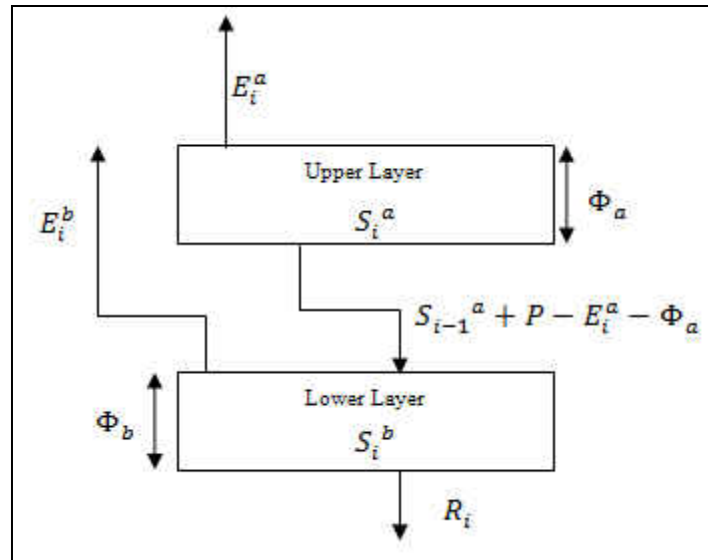 E_i^a
Upper Layer
S_i^a
Φ_a
E_i^b
S_{i-1}^a + P − E_i^a − Φ_a
Lower Layer
S_i^b
Φ_b
R_i